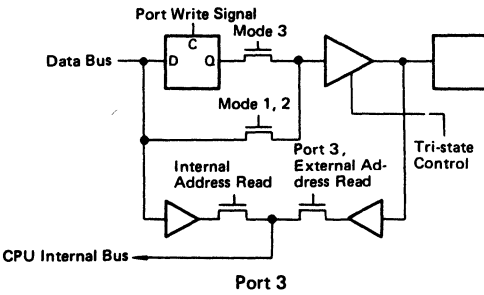 Port Write Signal
C
Mode 3
Data Bus
D
Q
Mode 1, 2
Internal
Address Read
Port 3,
External Ad-
dress Read
Tri-state
Control
CPU Internal Bus
Port 3